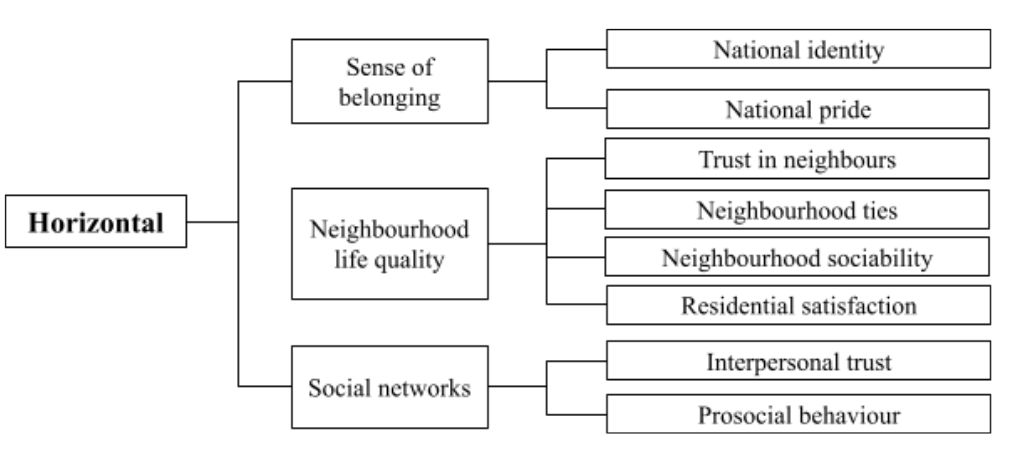 Horizontal
Sense of
belonging
National identity
National pride
Neighbourhood
life quality
Trust in neighbours
Neighbourhood ties
Neighbourhood sociability
Residential satisfaction
Social networks
Interpersonal trust
Prosocial behaviour